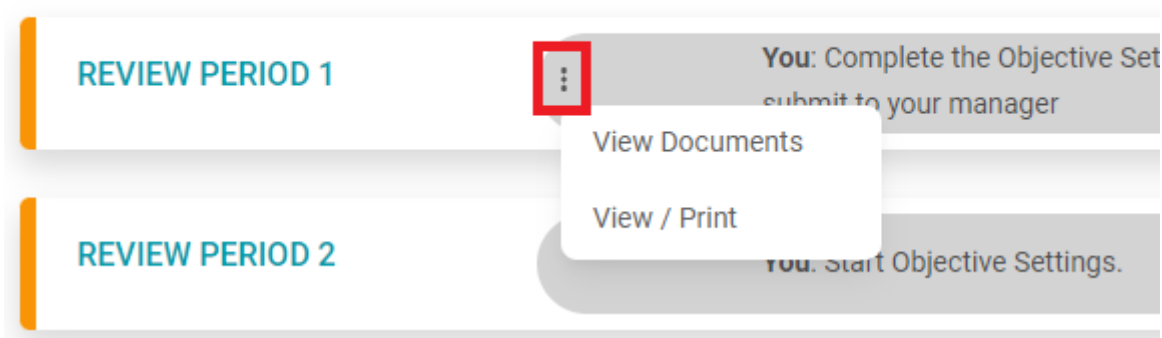 REVIEW PERIOD 1
You: Complete the Objective Set
submit to your manager
View Documents
View / Print
REVIEW PERIOD 2
You: Start Objective Settings.